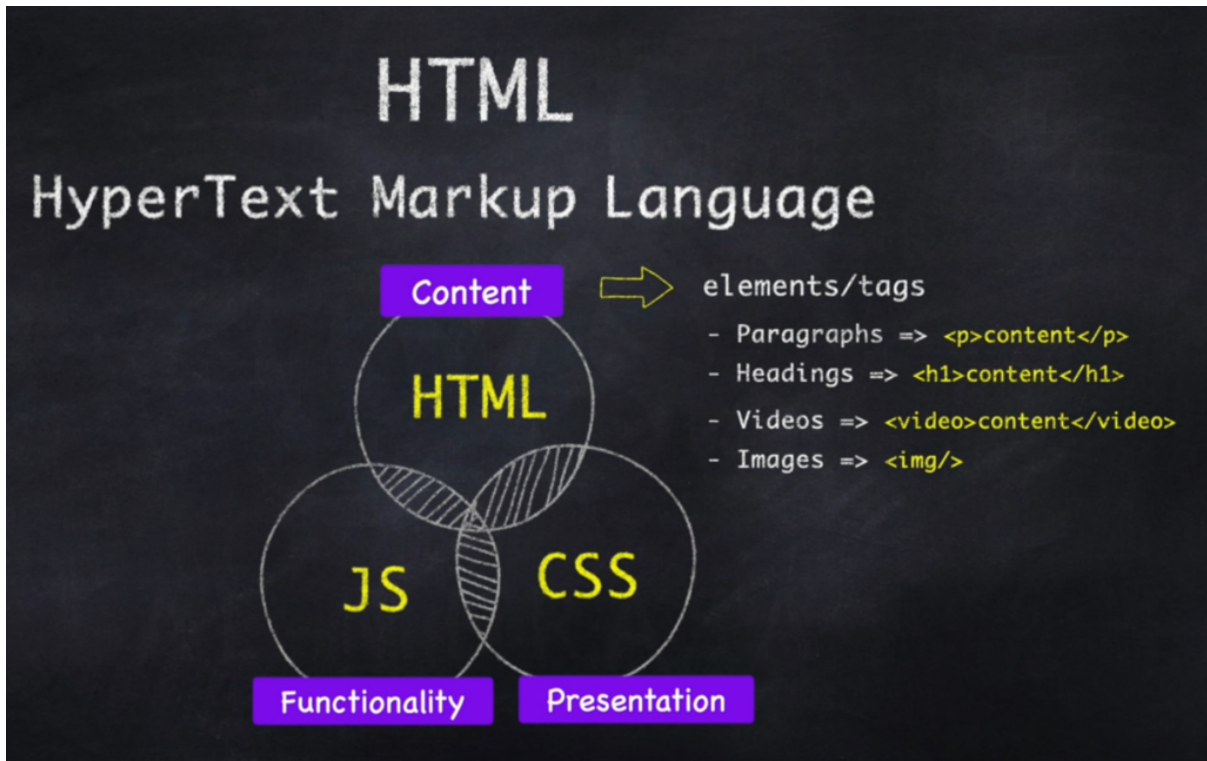 HTML
HyperText Markup Language
Content
elements/tags
- Paragraphs => <p>content</p>
- Headings => <h1>content</h1>
- Videos => <video>content</video>
- Images => <img/>
HTML
JS
CSS
Functionality
Presentation